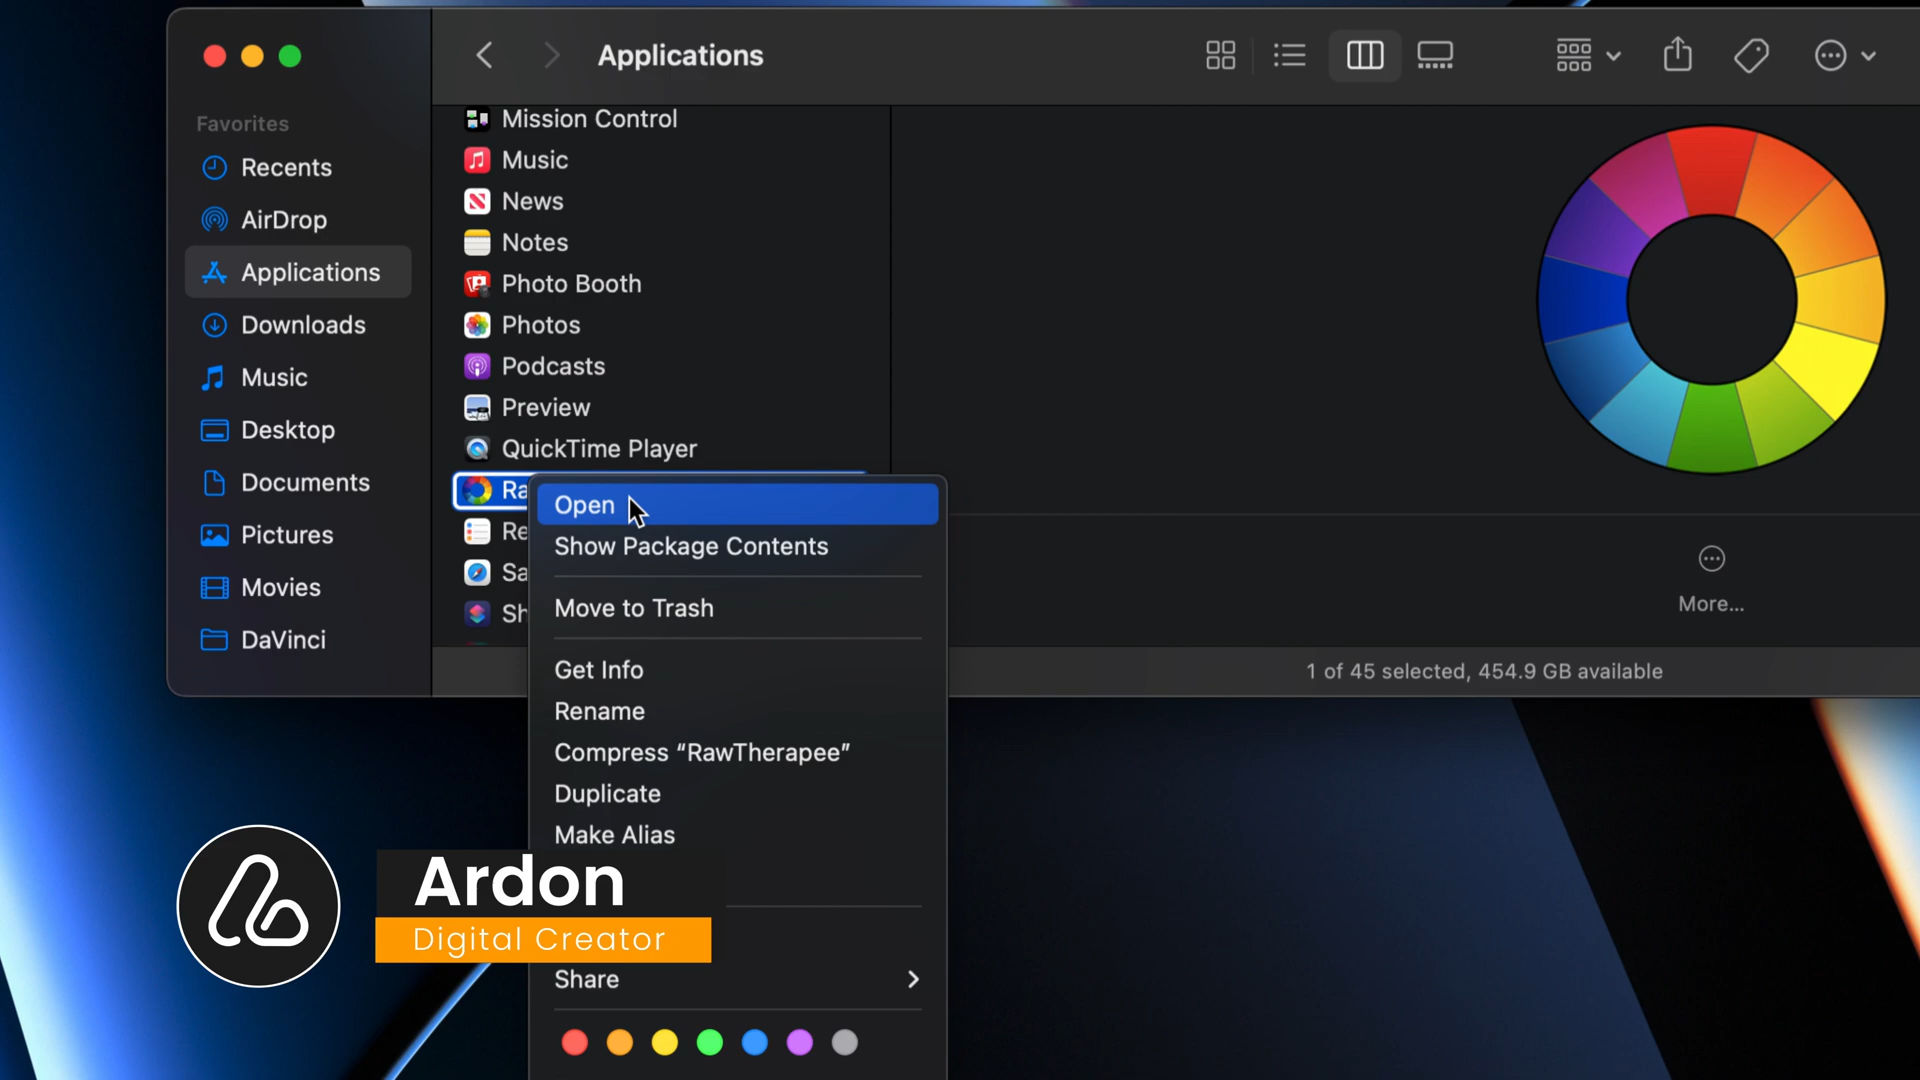 Applications
Favorites
Recents
AirDrop
Applications
Downloads
Music
Desktop
Documents
Pictures
Movies
DaVinci
Mission Control
Music
News
Notes
Photo Booth
Photos
Podcasts
Preview
QuickTime Player
Ra
Re
Sa
Sh
Open
Show Package Contents
Move to Trash
Get Info
Rename
Compress “RawTherapee”
Duplicate
Make Alias
Share
More...
1 of 45 selected, 454.9 GB available
Ardon
Digital Creator